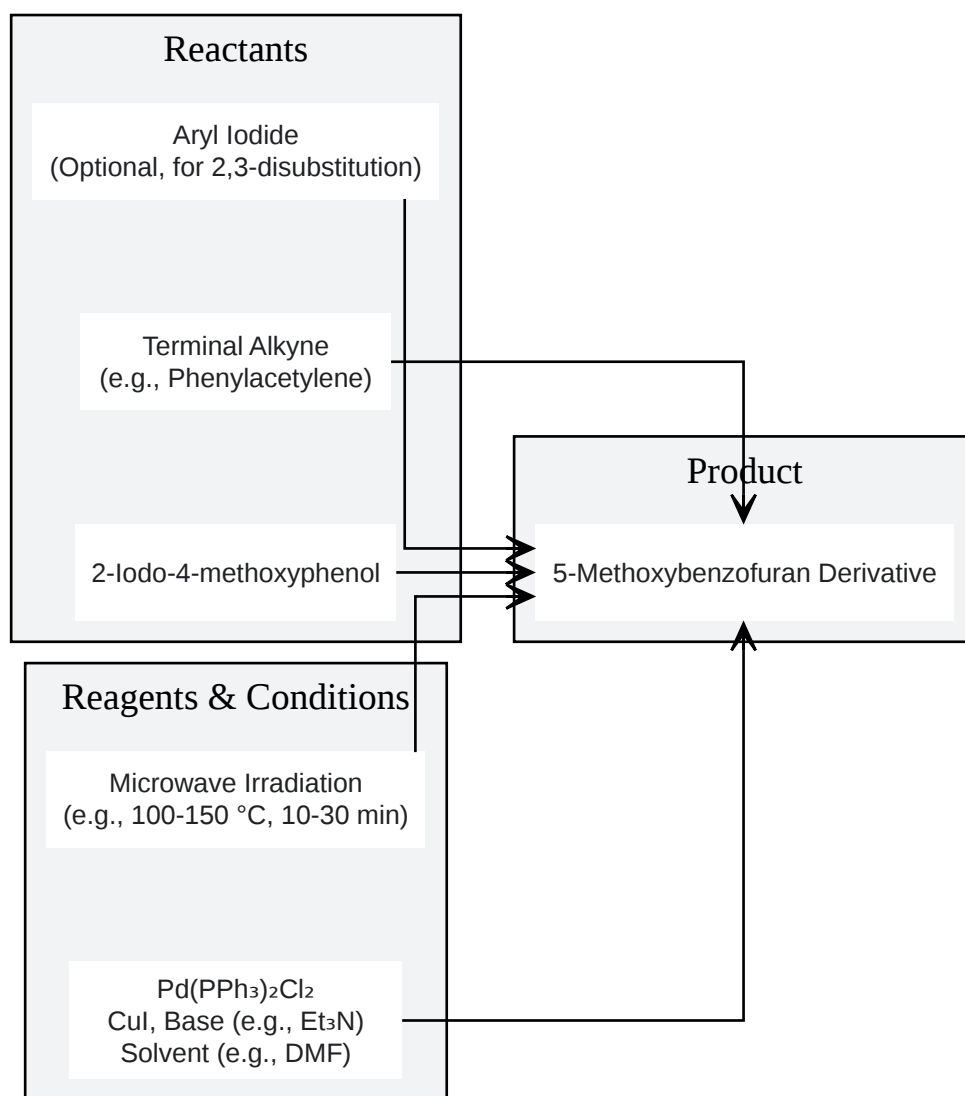 Reactants
Aryl Iodide
(Optional, for 2,3-disubstitution)
Terminal Alkyne
(e.g., Phenylacetylene)
2-Iodo-4-methoxyphenol
Product
5-Methoxybenzofuran Derivative
Reagents & Conditions
Microwave Irradiation
(e.g., 100-150 °C, 10-30 min)
Pd(PPh₃)₂Cl₂
CuI, Base (e.g., Et₃N)
Solvent (e.g., DMF)